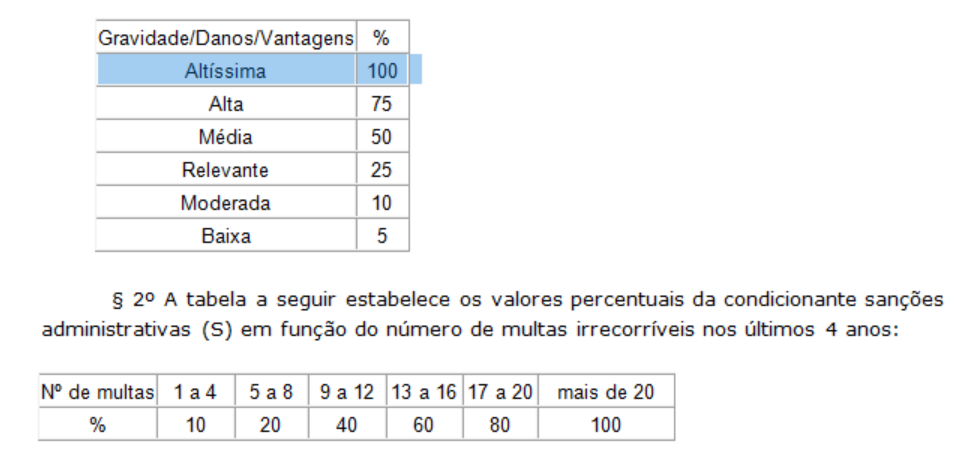 Gravidade/Danos/Vantagens %
Altíssima 100
Alta 75
Média 50
Relevante 25
Moderada 10
Baixa 5
§ 2º A tabela a seguir estabelece os valores percentuais da condicionante sanções
administrativas (S) em função do número de multas irrecorríveis nos últimos 4 anos:
Nº de multas 1 a 4 5 a 8 9 a 12 13 a 16 17 a 20 mais de 20
% 10 20 40 60 80 100